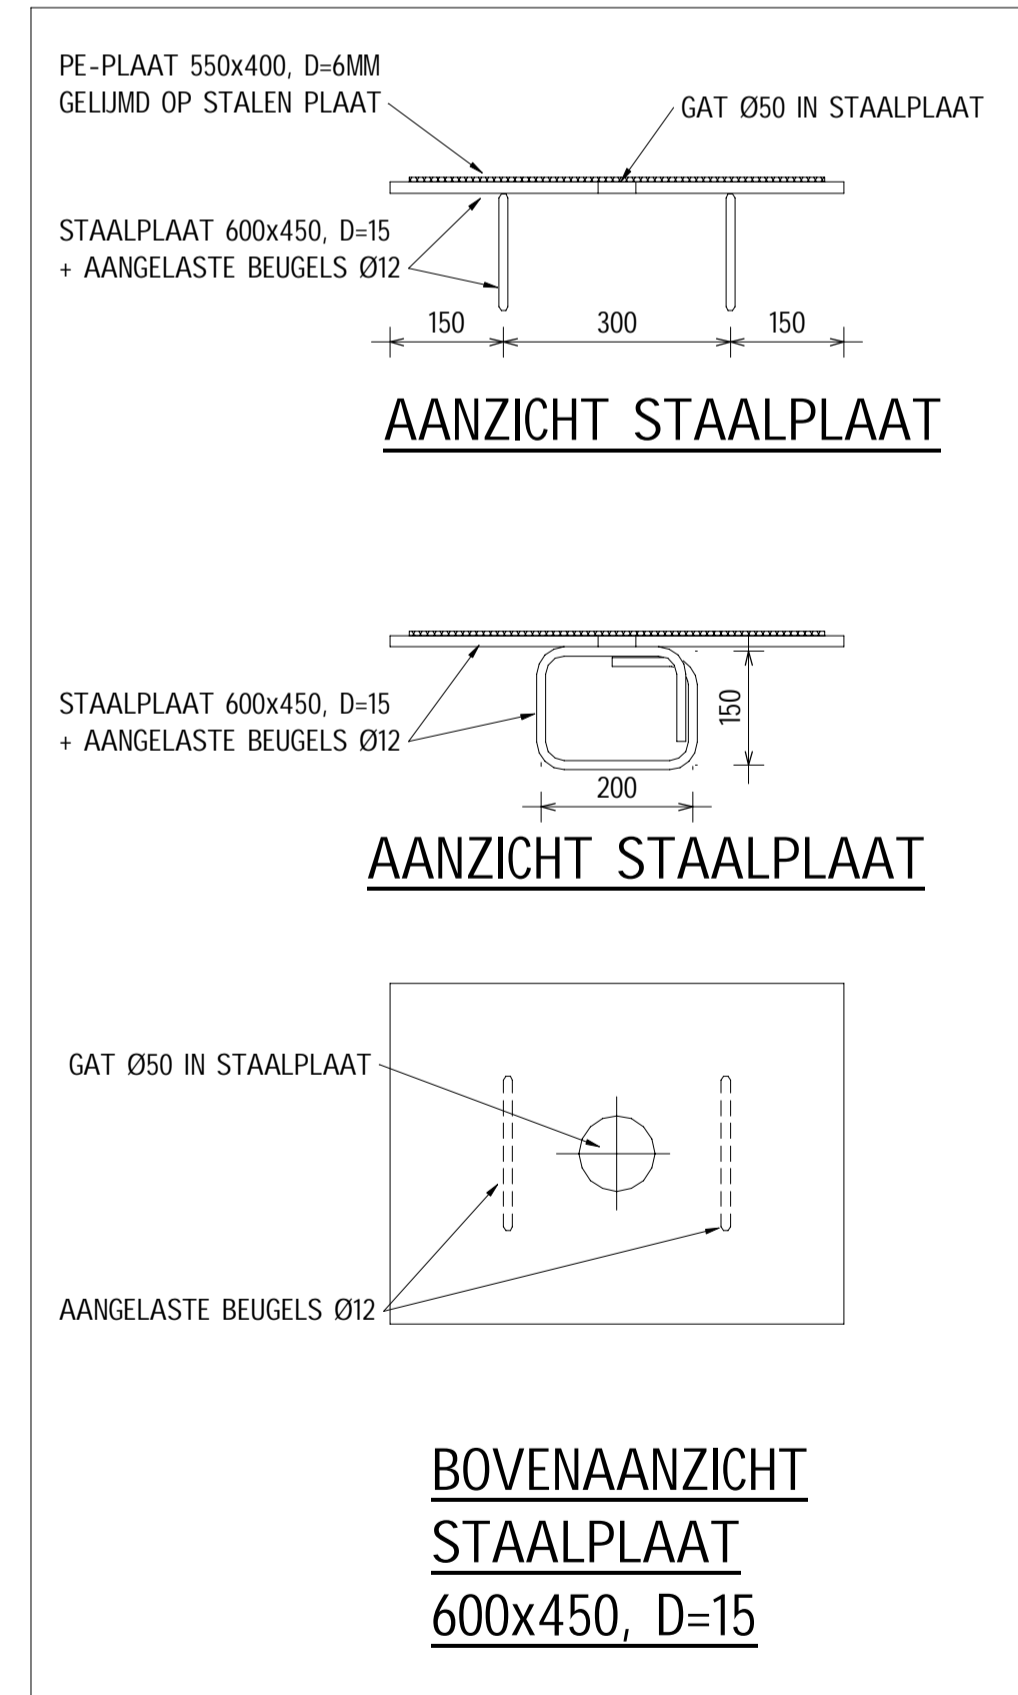 PE-PLAAT 550x400, D=6MM
GELIJMD OP STALEN PLAAT
GAT Ø50 IN STAALPLAAT
STAALPLAAT 600x450, D=15
+ AANGELASTE BEUGELS Ø12
150
300
150
AANZICHT STAALPLAAT
STAALPLAAT 600x450, D=15
+ AANGELASTE BEUGELS Ø12
150
200
AANZICHT STAALPLAAT
GAT Ø50 IN STAALPLAAT
AANGELASTE BEUGELS Ø12
BOVENAANZICHT
STAALPLAAT
600x450, D=15